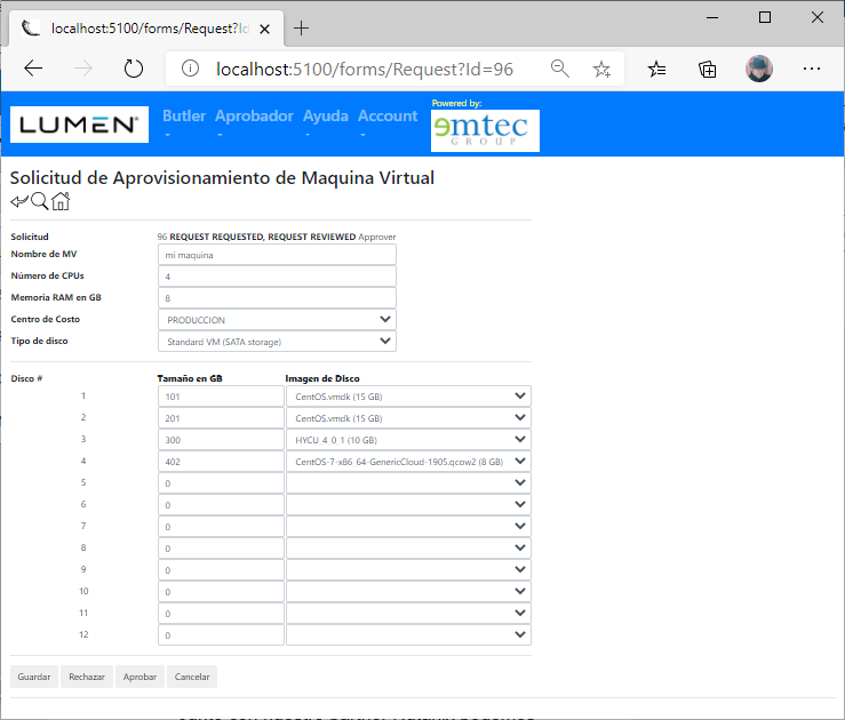 localhost:5100/forms/Request?Id
localhost:5100/forms/Request?Id=96
LUMEN®
Butler Aprobador Ayuda Account
Powered by:
emtec
GROUP
Solicitud de Aprovisionamiento de Maquina Virtual
Solicitud 96 REQUEST REQUESTED, REQUEST REVIEWED Approver
Nombre de MV mi maquina
Número de CPUs 4
Memoria RAM en GB 8
Centro de Costo PRODUCCION
Tipo de disco Standard VM (SATA storage)
Disco # Tamaño en GB Imagen de Disco
1 101 CentOS.vmdk (15 GB)
2 201 CentOS.vmdk (15 GB)
3 300 HYCU_4_0_1 (10 GB)
4 402 CentOS-7-x86_64-GenericCloud-1905.qcow2 (8 GB)
5 0
6 0
7 0
8 0
9 0
10 0
11 0
12 0
Guardar Rechazar Aprobar Cancelar